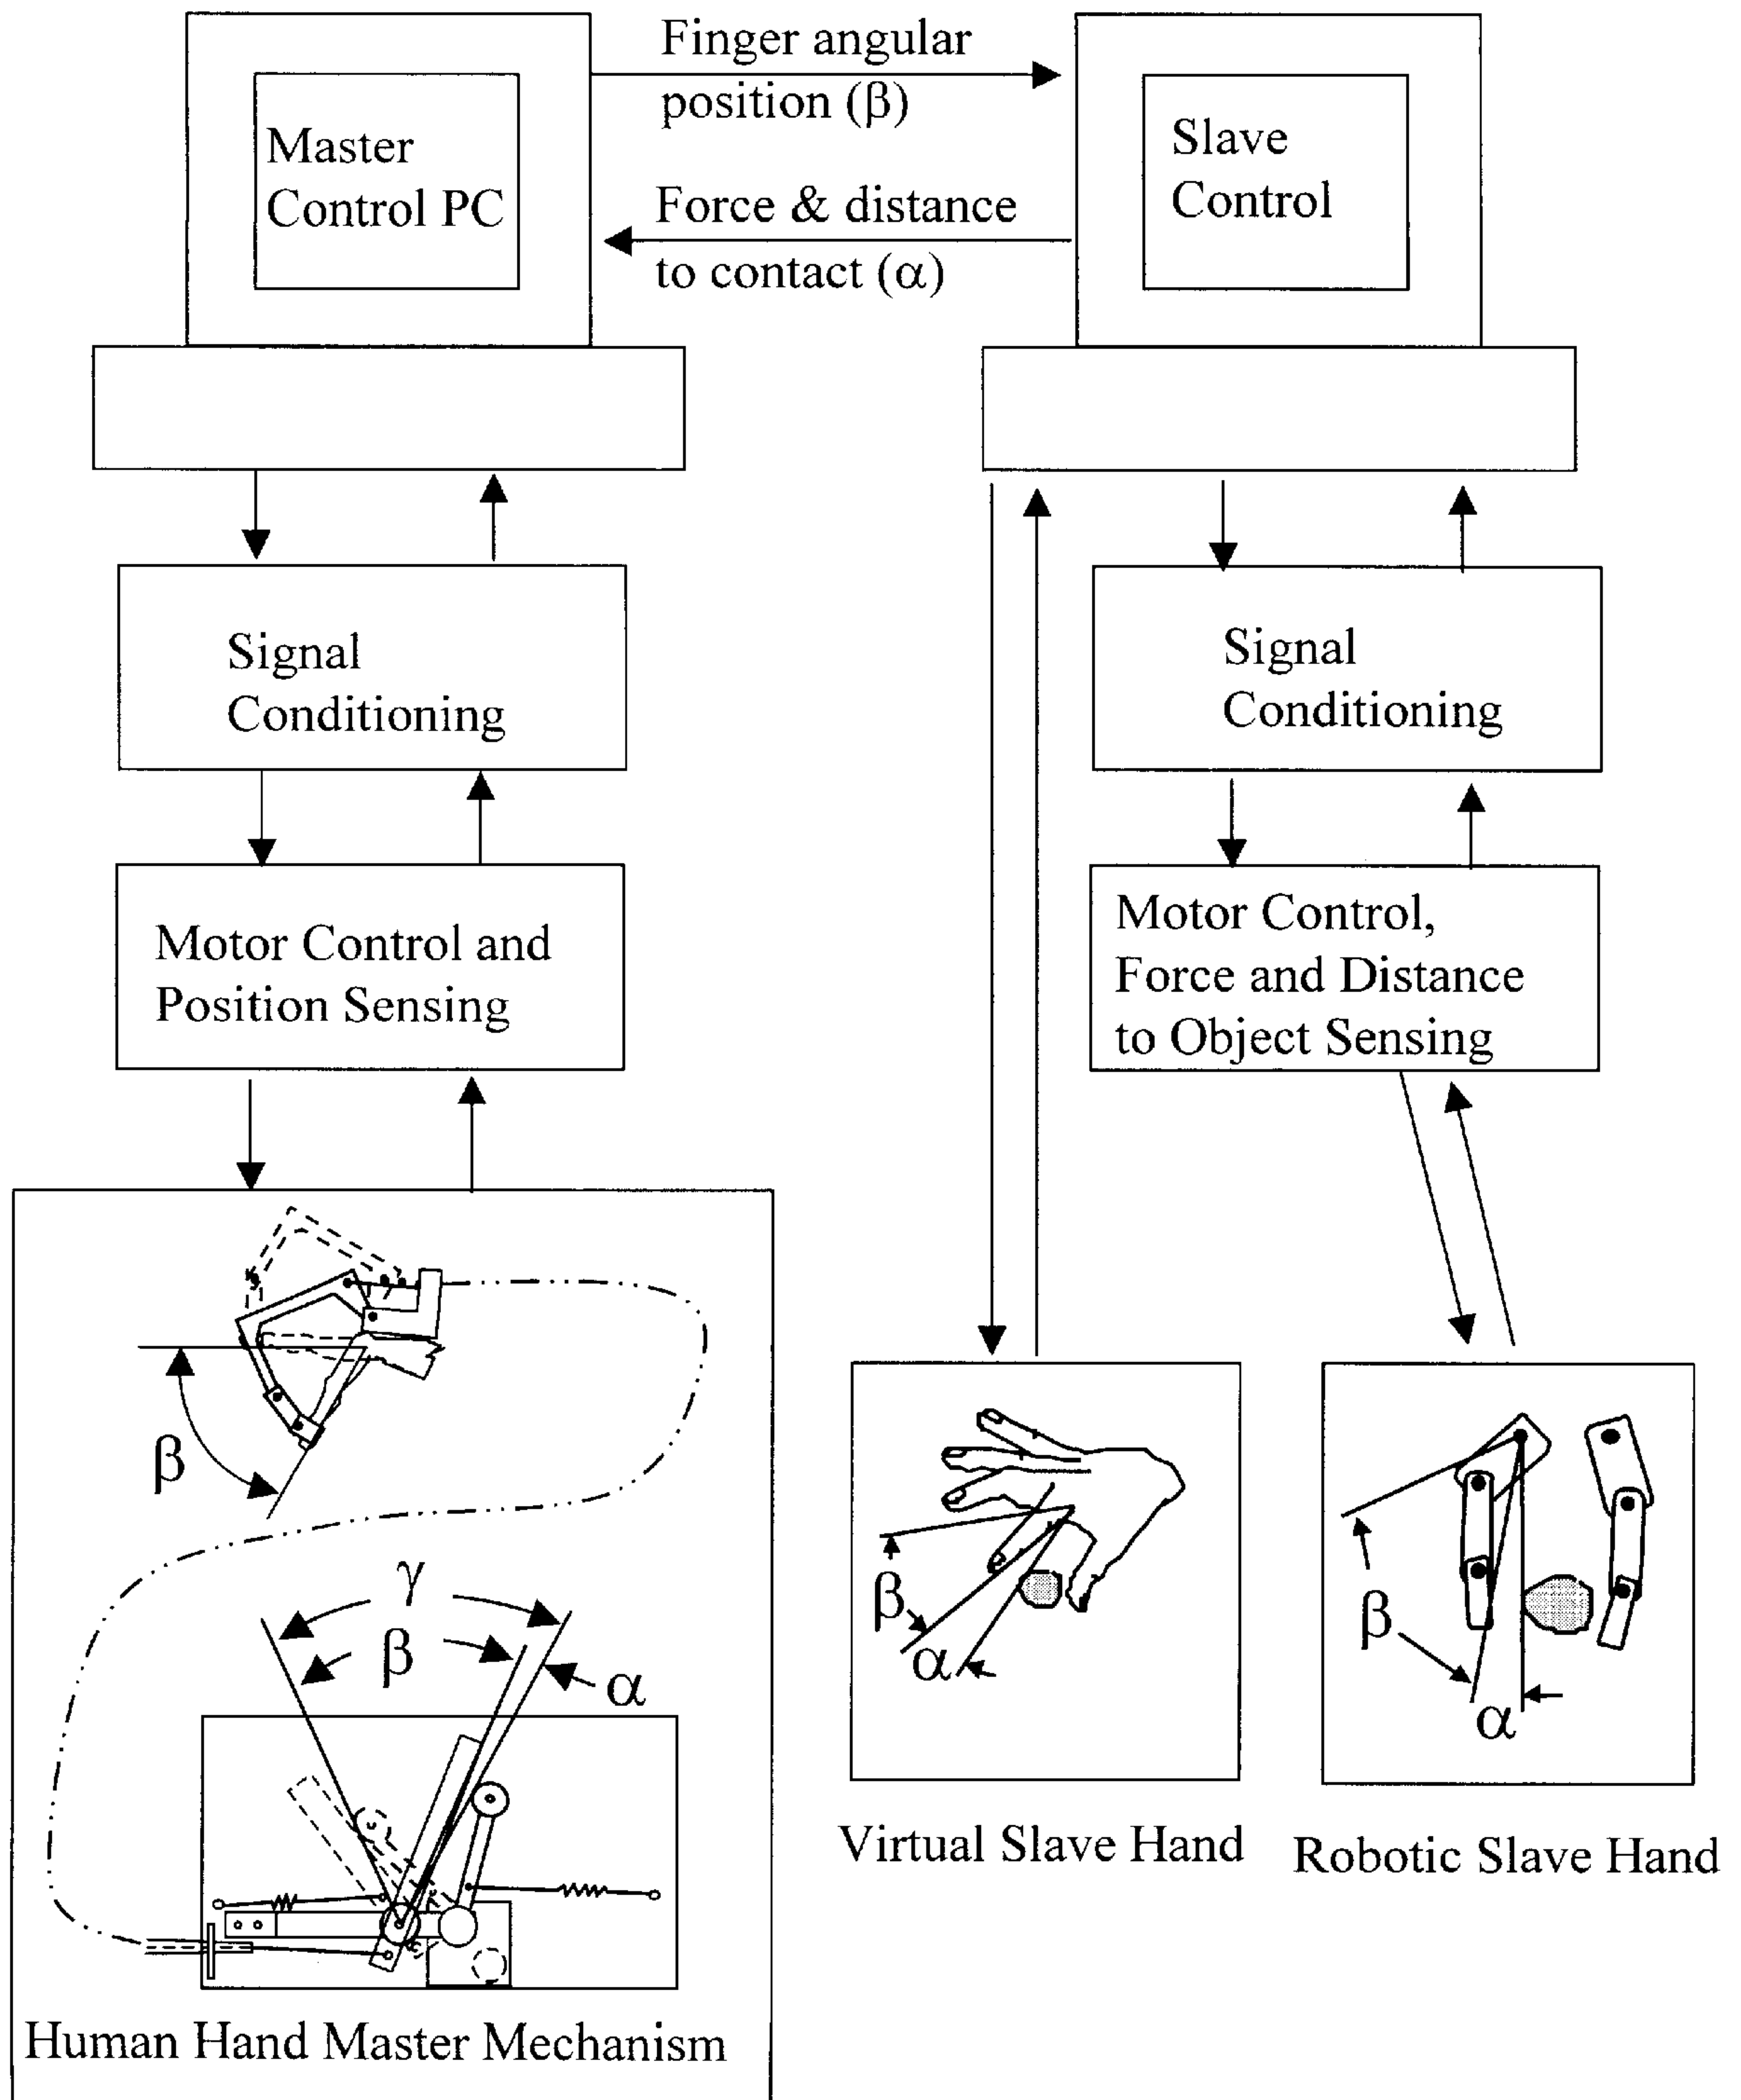 Finger angular
position (β)
Master
Control PC
Slave
Control
Force & distance
to contact (α)
Signal
Conditioning
Signal
Conditioning
Motor Control and
Position Sensing
Motor Control,
Force and Distance
to Object Sensing
β
γ
β
α
β
α
β
α
Virtual Slave Hand
Robotic Slave Hand
Human Hand Master Mechanism